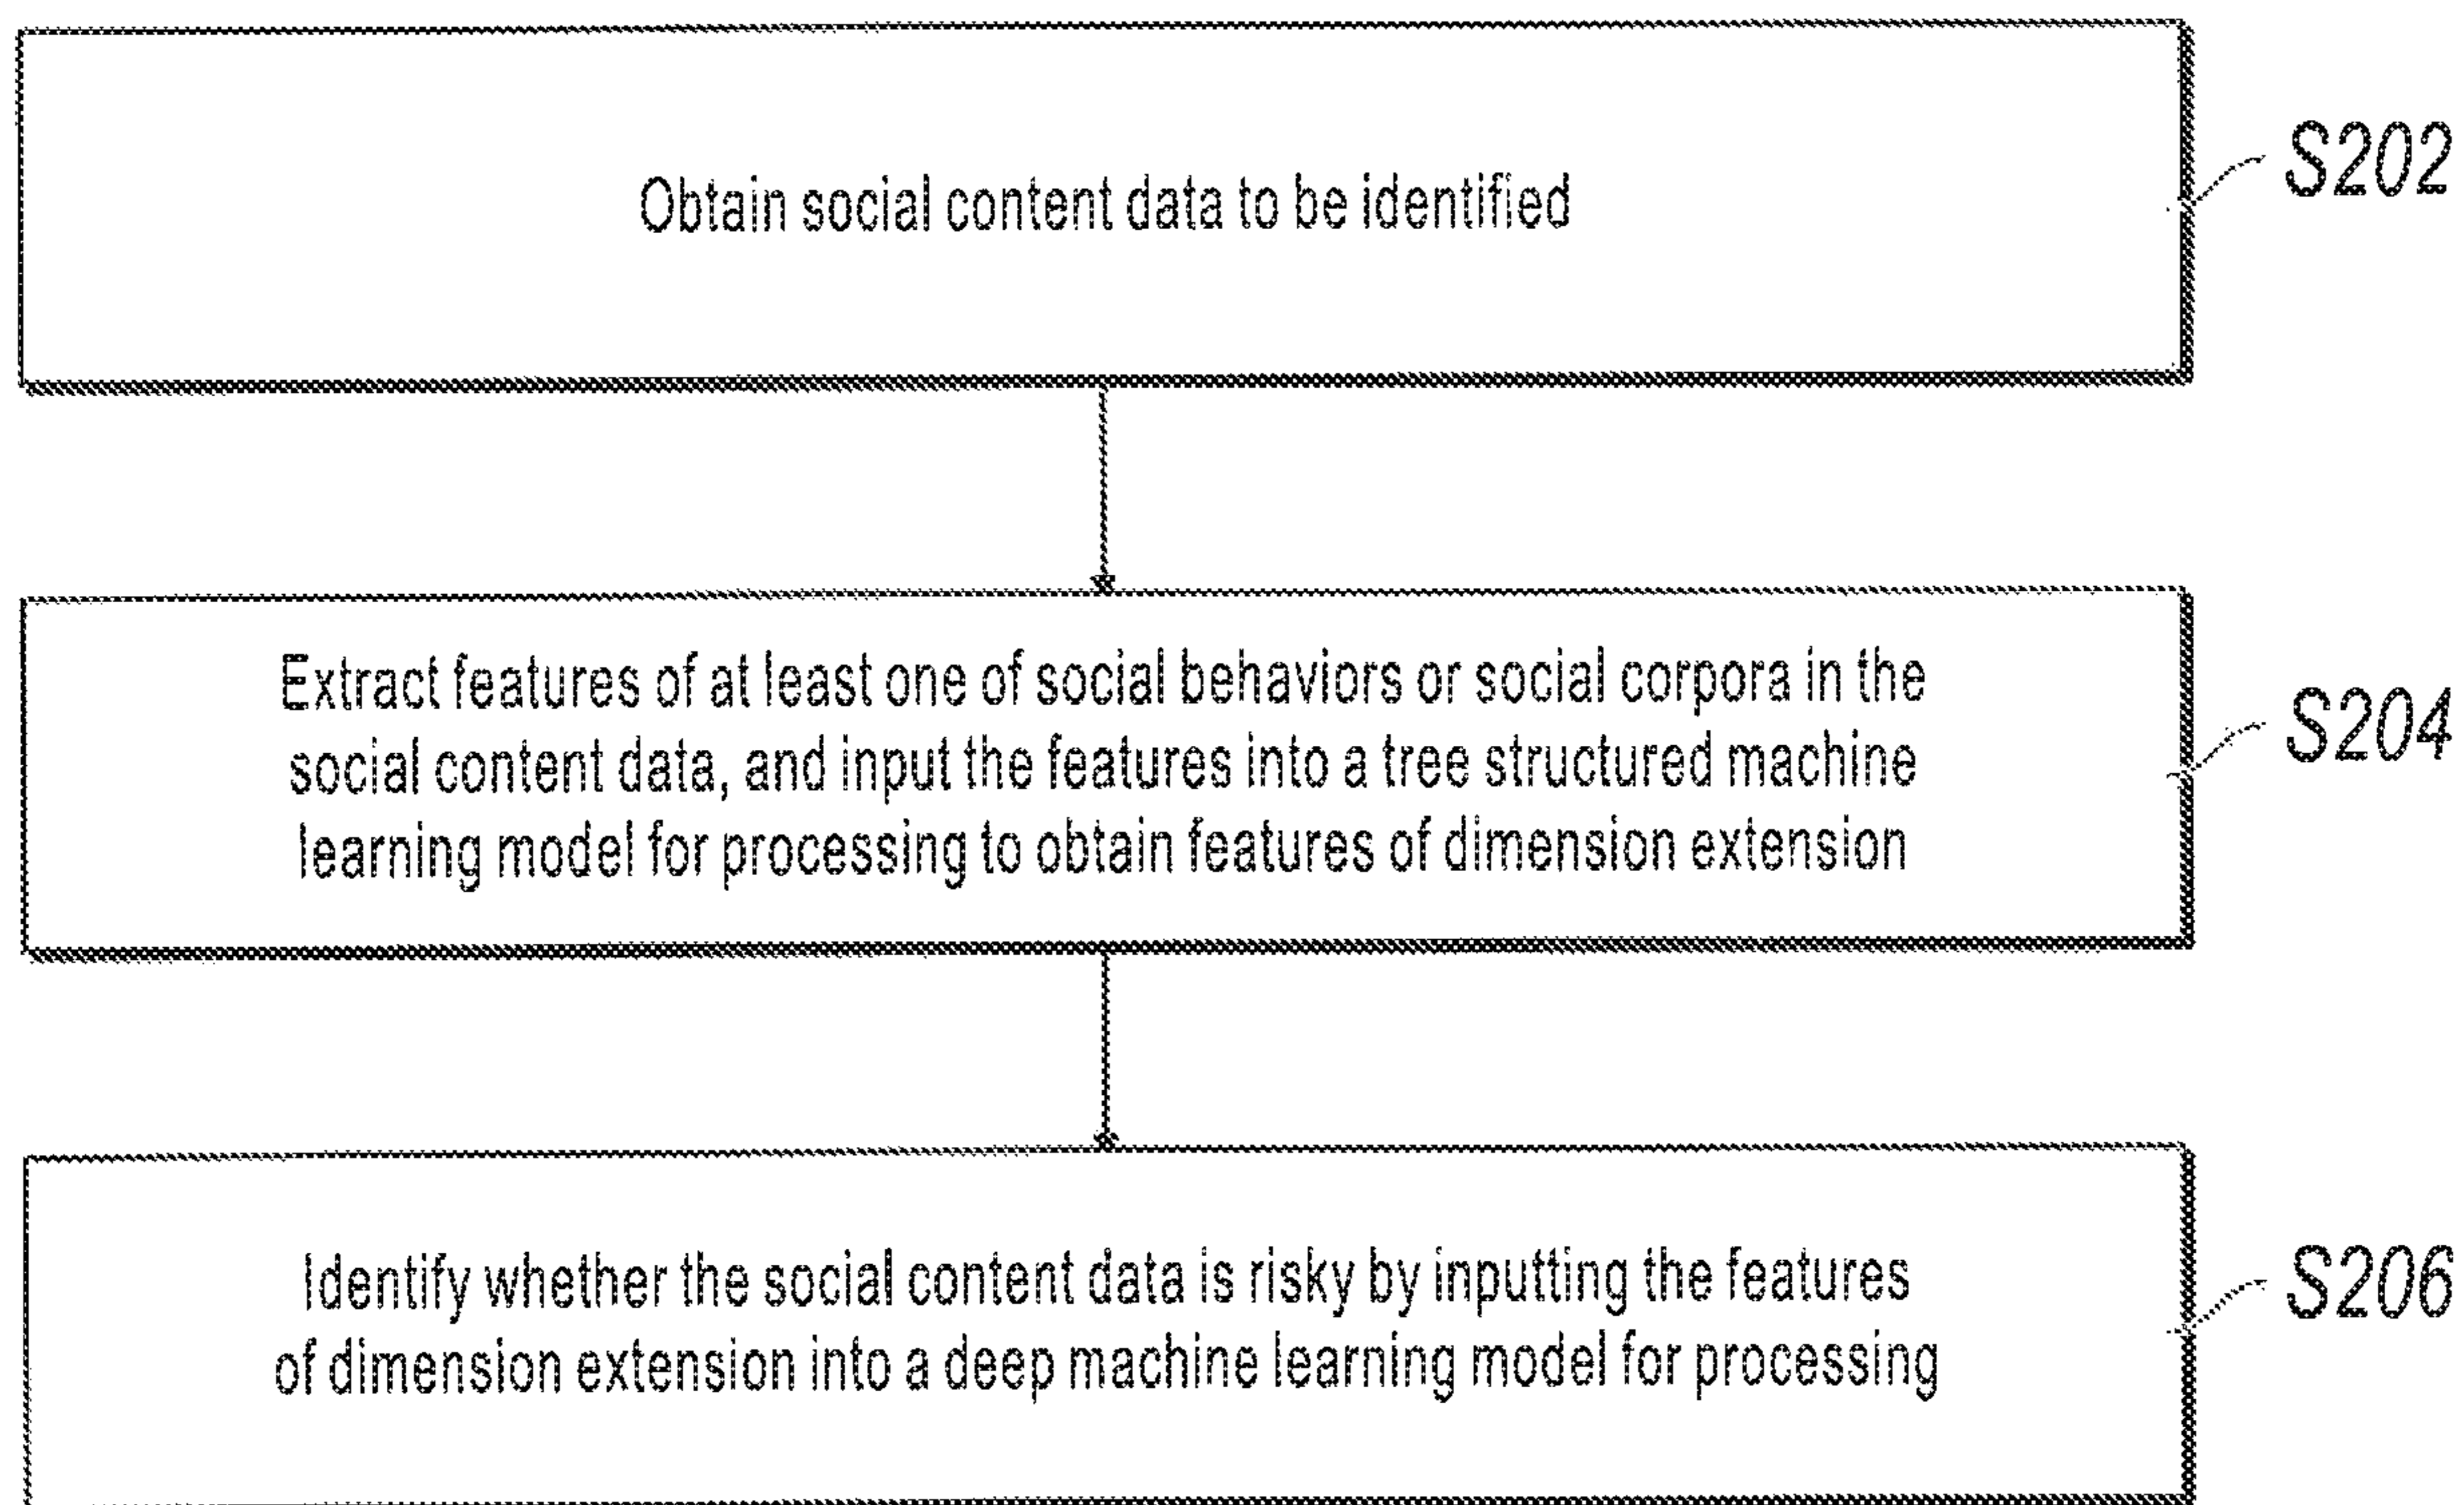 Obtain social content data to be identified
S202
Extract features of at least one of social behaviors or social corpora in the
social content data, and input the features into a tree structured machine
learning model for processing to obtain features of dimension extension
S204
Identify whether the social content data is risky by inputting the features
of dimension extension into a deep machine learning model for processing
S206